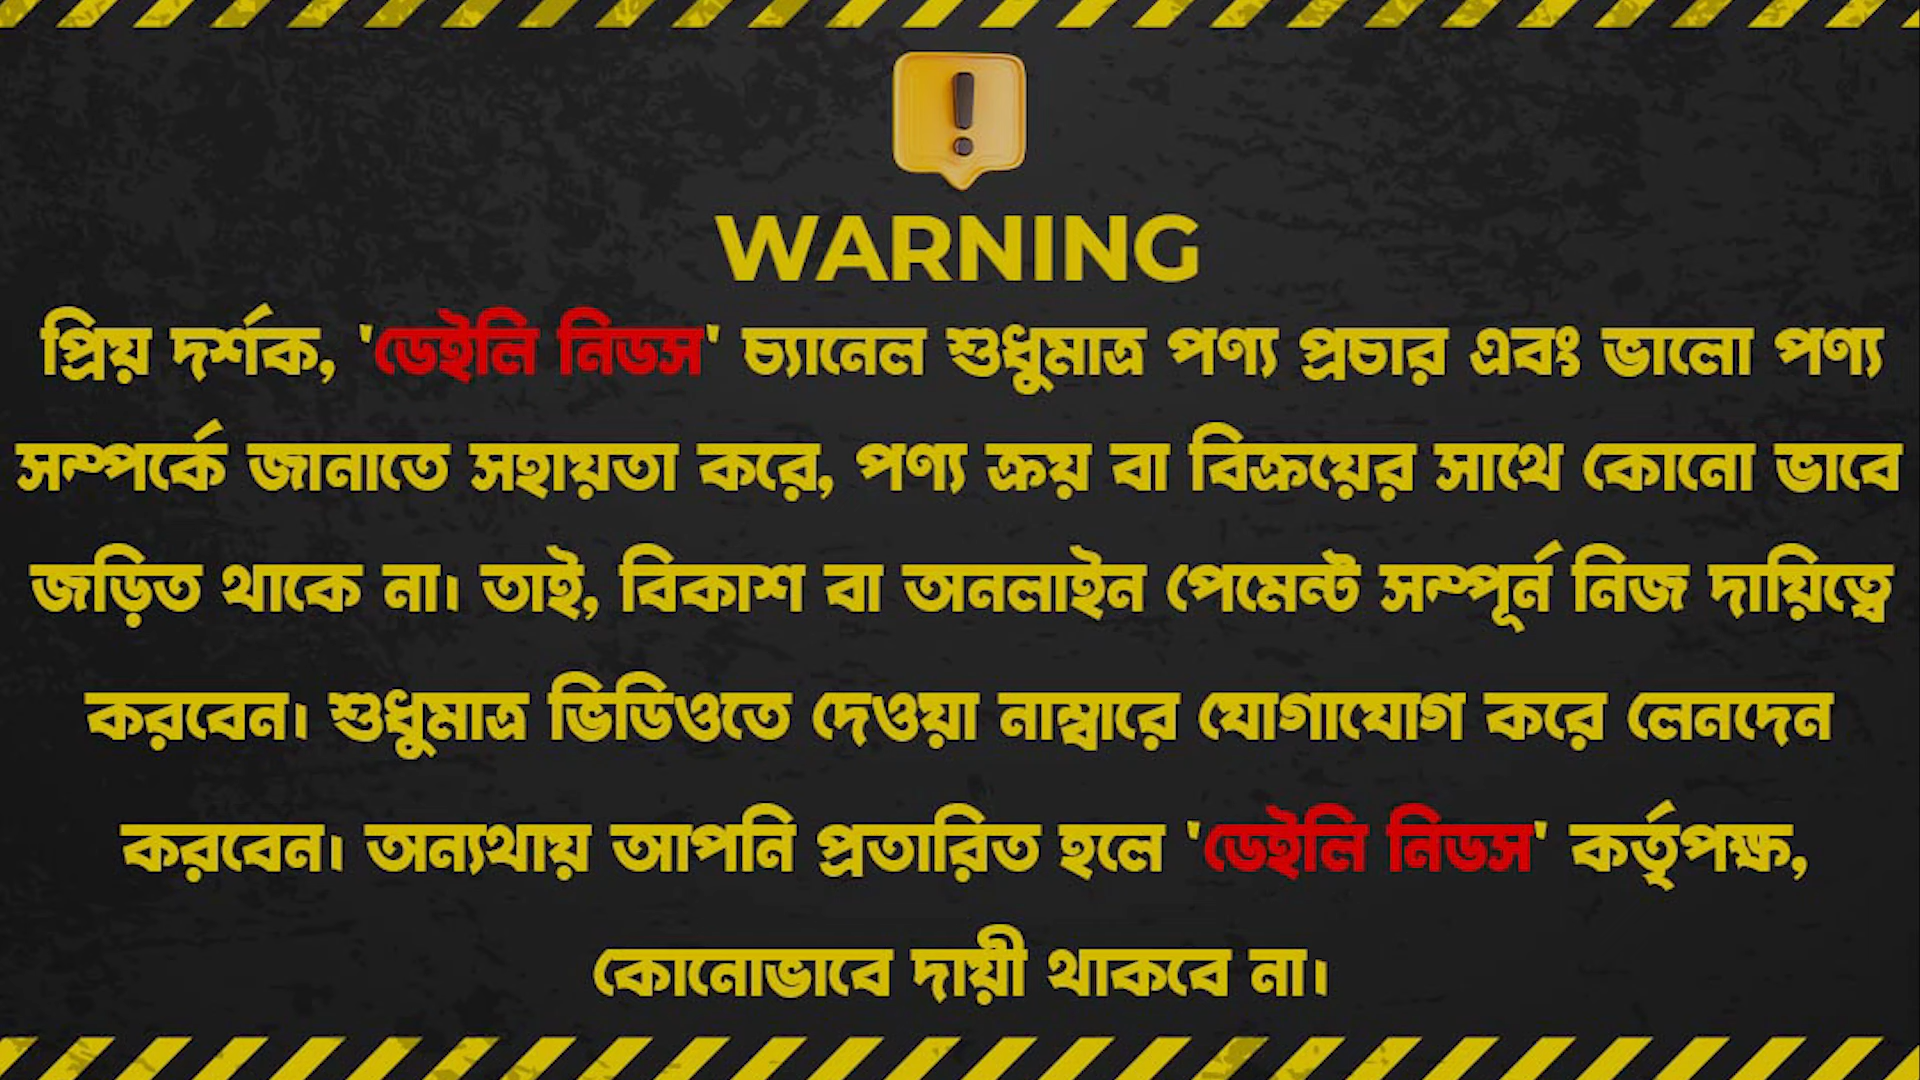 WARNING
প্রিয় দর্শক, 'ডেইলি নিডস' চ্যানেল শুধুমাত্র পণ্য প্রচার এবং ভালো পণ্য
সম্পর্কে জানাতে সহায়তা করে, পণ্য ক্রয় বা বিক্রয়ের সাথে কোনো ভাবে
জড়িত থাকে না। তাই, বিকাশ বা অনলাইন পেমেন্ট সম্পূর্ন নিজ দায়িত্বে
করবেন। শুধুমাত্র ভিডিওতে দেওয়া নাম্বারে যোগাযোগ করে লেনদেন
করবেন। অন্যথায় আপনি প্রতারিত হলে 'ডেইলি নিডস' কর্তৃপক্ষ,
কোনোভাবে দায়ী থাকবে না।